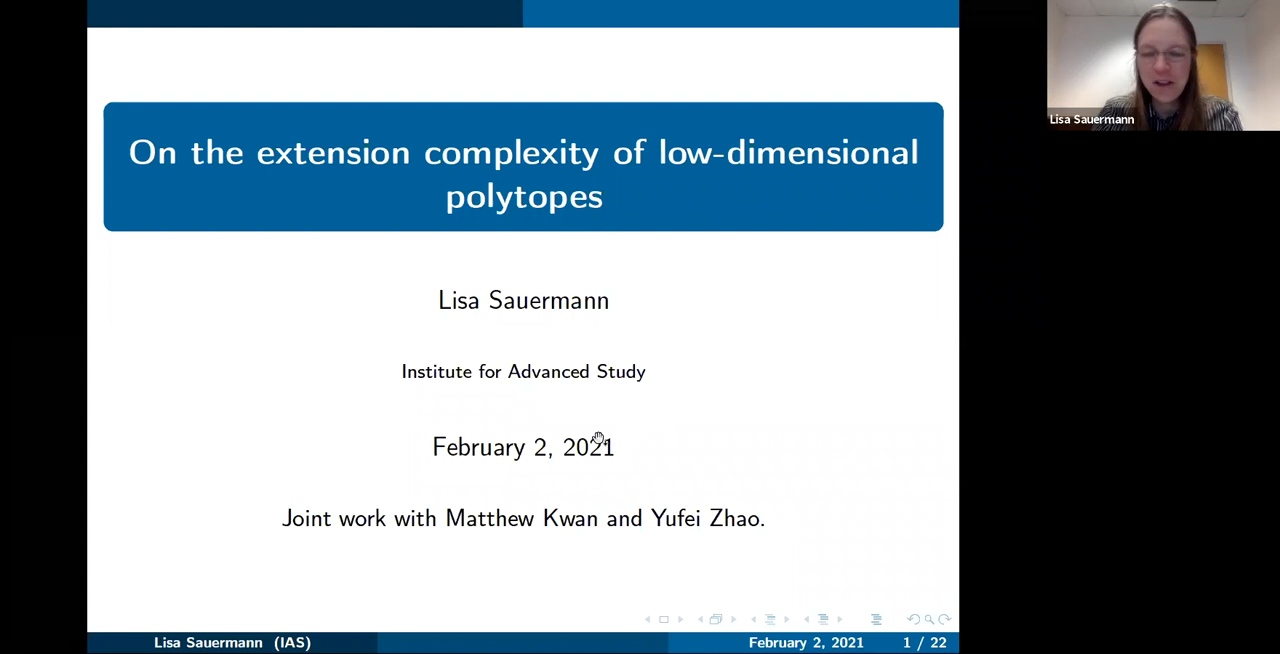 On the extension complexity of low-dimensional
polytopes
Lisa Sauermann
Institute for Advanced Study
February 2, 2021
Joint work with Matthew Kwan and Yufei Zhao.
Lisa Sauermann (IAS)
February 2, 2021
1 / 22
Lisa Sauermann